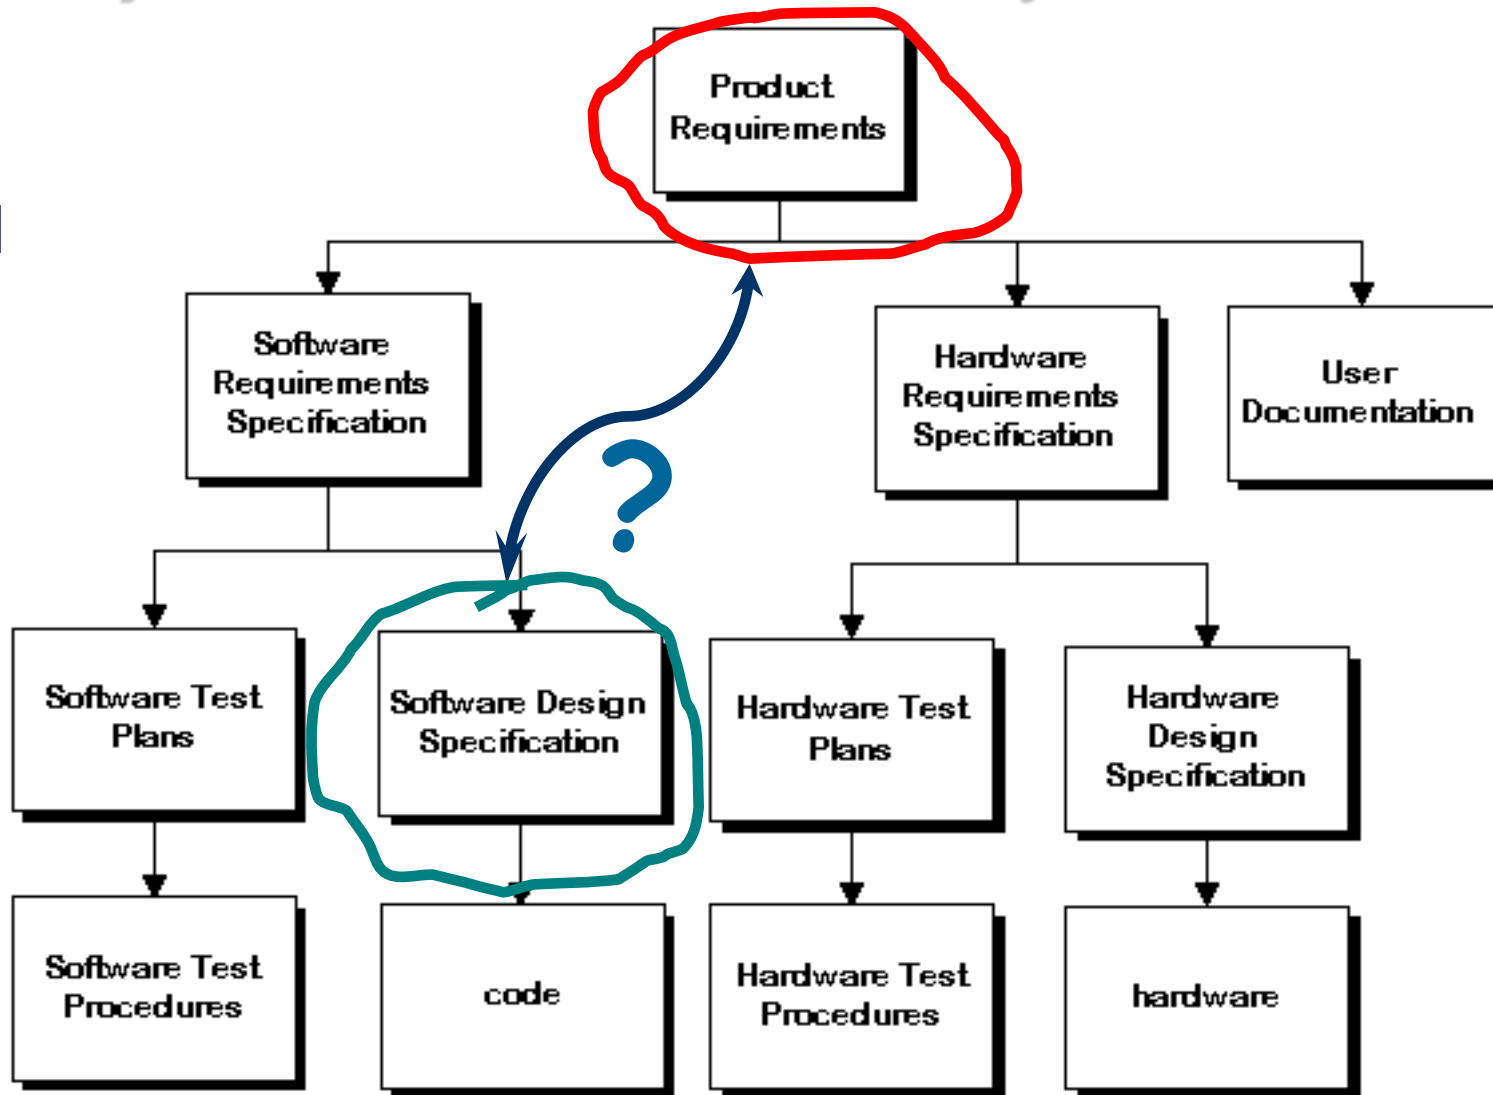 Product
Requirements
Software
Requirements
Specification
Hardware
Requirements
Specification
User
Documentation
?
Software Test
Plans
Software Design
Specification
Hardware Test
Plans
Hardware
Design
Specification
Software Test
Procedures
code
Hardware Test
Procedures
hardware